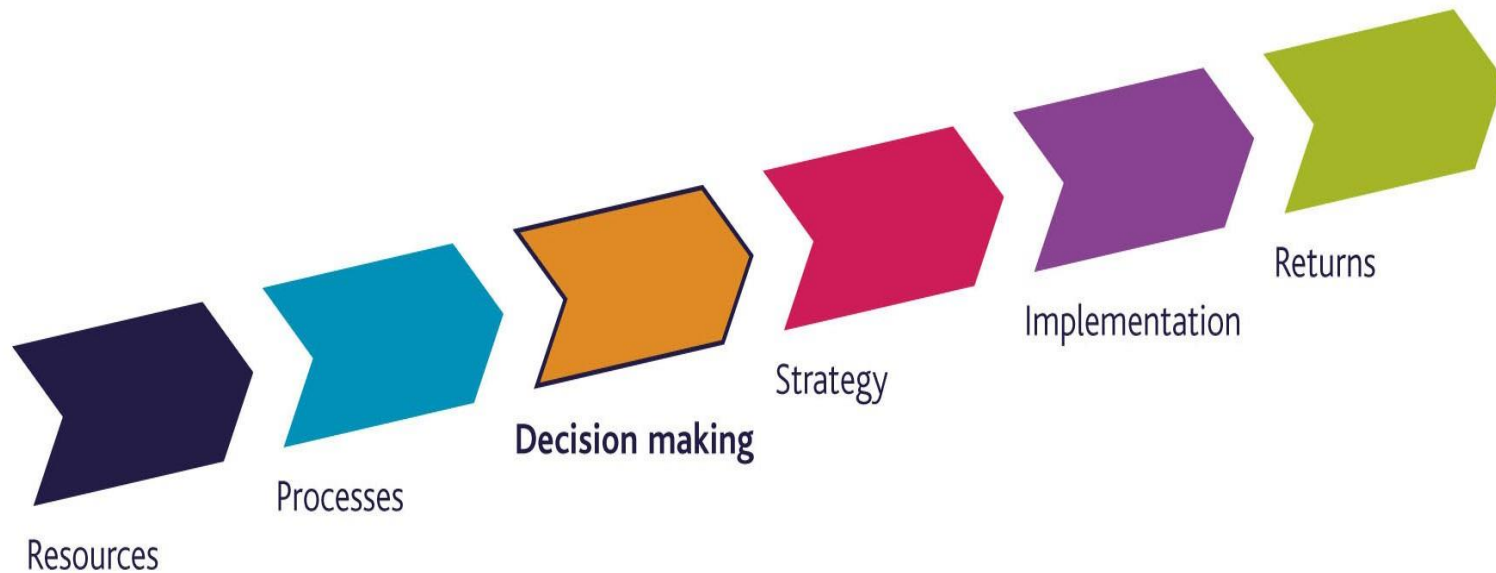 Resources
Processes
Decision making
Strategy
Implementation
Returns